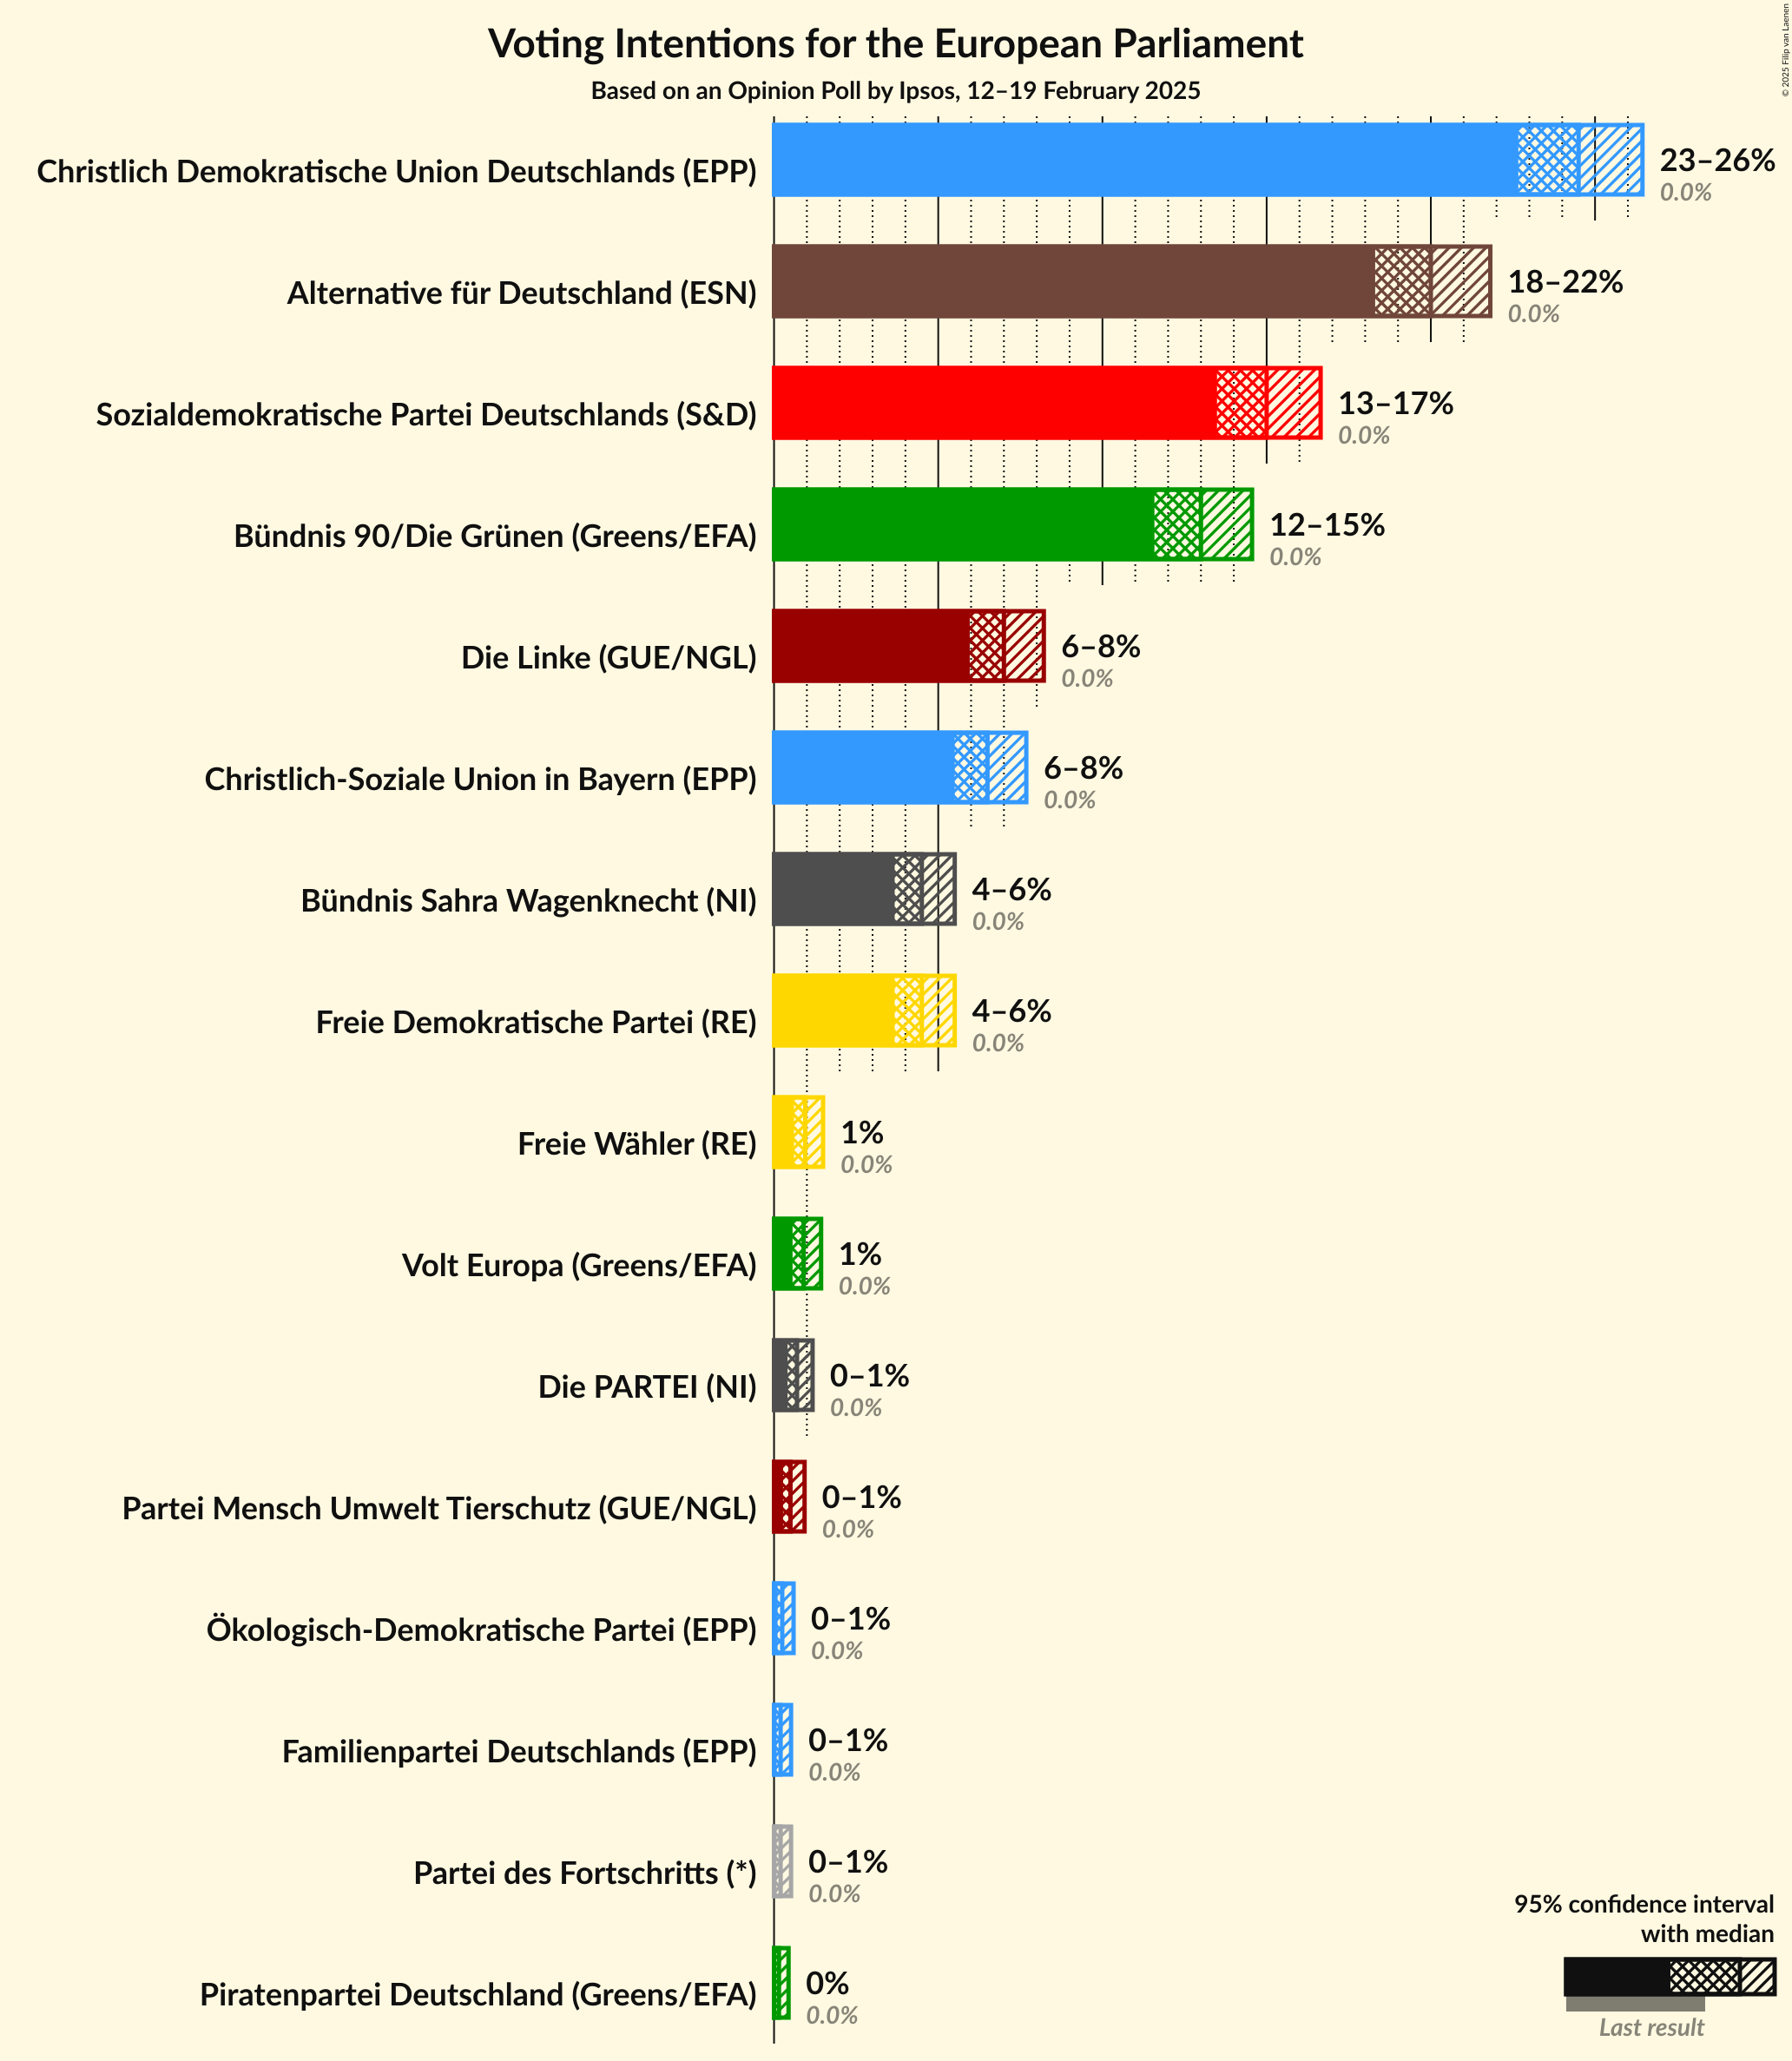 Voting Intentions for the European Parliament
Based on an Opinion Poll by Ipsos, 12–19 February 2025
© 2025 Filip van Laenen
Christlich Demokratische Union Deutschlands (EPP)
23–26%
0.0%
Alternative für Deutschland (ESN)
18–22%
0.0%
Sozialdemokratische Partei Deutschlands (S&D)
13–17%
0.0%
Bündnis 90/Die Grünen (Greens/EFA)
12–15%
0.0%
Die Linke (GUE/NGL)
6–8%
0.0%
Christlich-Soziale Union in Bayern (EPP)
6–8%
0.0%
Bündnis Sahra Wagenknecht (NI)
4–6%
0.0%
Freie Demokratische Partei (RE)
4–6%
0.0%
Freie Wähler (RE)
1%
0.0%
Volt Europa (Greens/EFA)
1%
0.0%
Die PARTEI (NI)
0–1%
0.0%
Partei Mensch Umwelt Tierschutz (GUE/NGL)
0–1%
0.0%
Ökologisch-Demokratische Partei (EPP)
0–1%
0.0%
Familienpartei Deutschlands (EPP)
0–1%
0.0%
Partei des Fortschritts (*)
0–1%
0.0%
Piratenpartei Deutschland (Greens/EFA)
0%
0.0%
95% confidence interval
with median
Last result